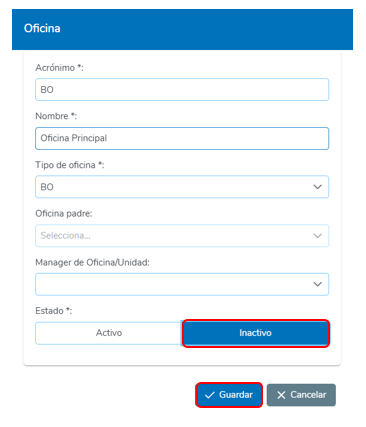 Oficina
Acrónimo *:
BO
Nombre *:
Oficina Principal
Tipo de oficina *:
BO
Oficina padre:
Selecciona...
Manager de Oficina/Unidad:
Estado *:
Activo Inactivo
Guardar Cancelar